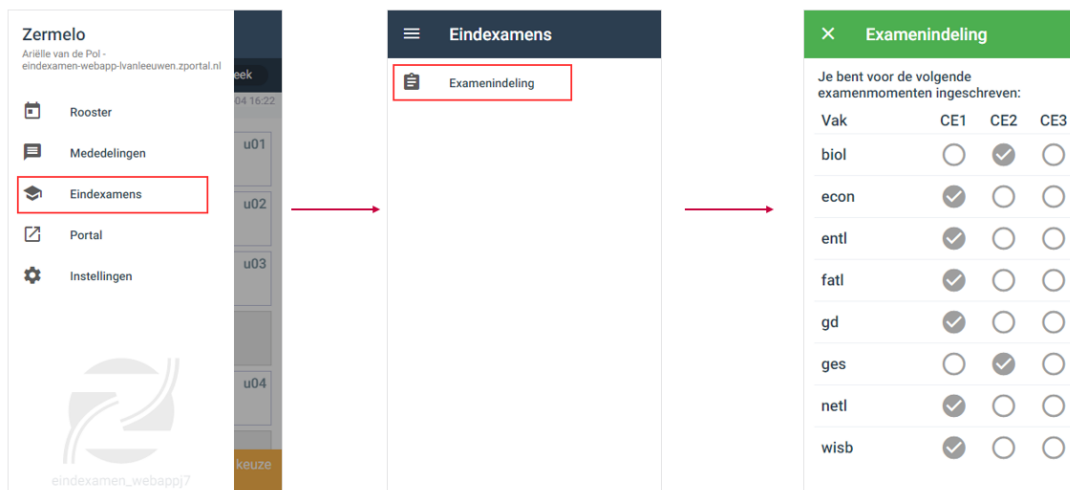 Zermelo
Ariëlle van de Pol -
eindexamen-webapp-lvanleeuwen.zportal.nl
Rooster
Mededelingen
Eindexamens
Portal
Instellingen
eindexamen_webappj7
eek
04 16:22
u01
u02
u03
u04
keuze
Eindexamens
Examenindeling
Examenindeling
Je bent voor de volgende
examenmomenten ingeschreven:
Vak CE1 CE2 CE3
biol
econ
entl
fatl
gd
ges
netl
wisb